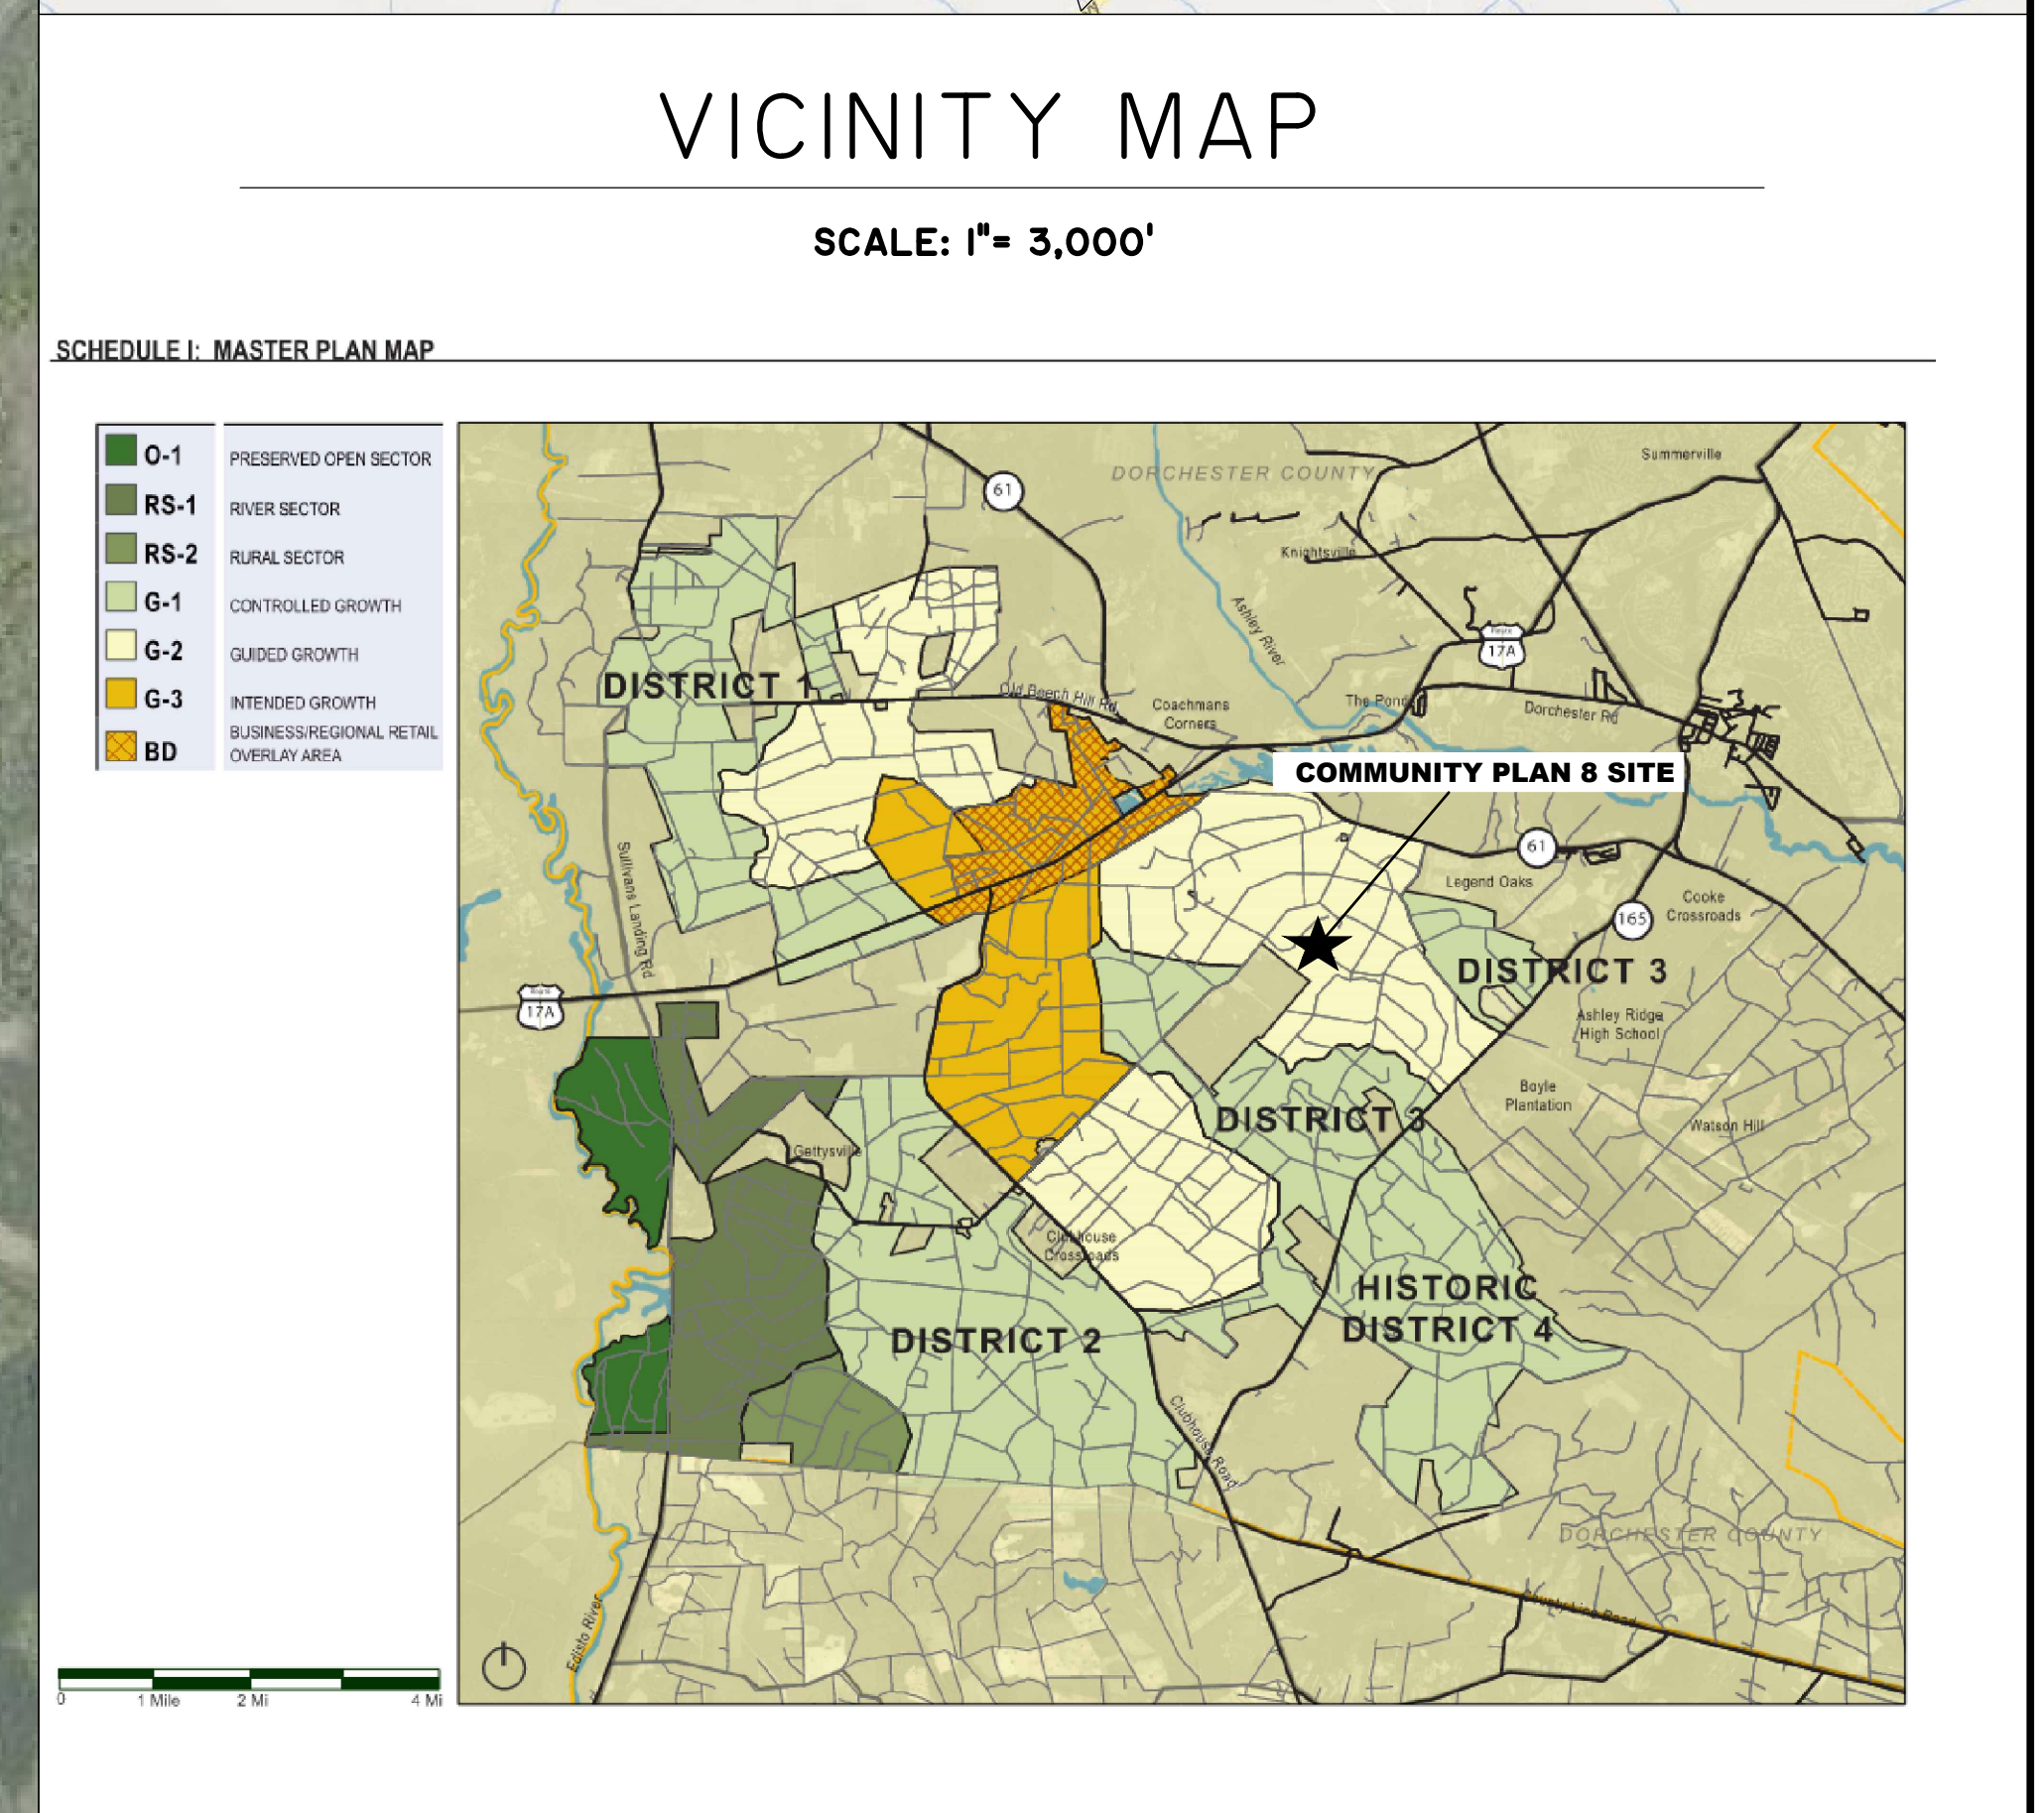 VICINITY MAP
SCALE: 1"= 3,000'
SCHEDULE I: MASTER PLAN MAP
O-1 PRESERVED OPEN SECTOR
RS-1 RIVER SECTOR
RS-2 RURAL SECTOR
G-1 CONTROLLED GROWTH
G-2 GUIDED GROWTH
G-3 INTENDED GROWTH
BD BUSINESS/REGIONAL RETAIL
OVERLAY AREA
Summerville
DORCHESTER COUNTY
61
Knightsville
Ashley River
Route
17A
DISTRICT 1
Old Beech Hill Rd
Coachmans
Corners
The Pond
Dorchester Rd
COMMUNITY PLAN 8 SITE
61
Legend Oaks
Cooke
Crossroads
165
Sullivans Landing Rd
DISTRICT 3
Route
17A
Ashley Ridge
High School
Boyle
Plantation
DISTRICT 3
Watson Hill
Gettysville
Clubhouse
Crossroads
HISTORIC
DISTRICT 4
DISTRICT 2
Clubhouse Road
DORCHESTER COUNTY
County Line Road
Edisto River
0 1 Mile 2 Mi 4 Mi